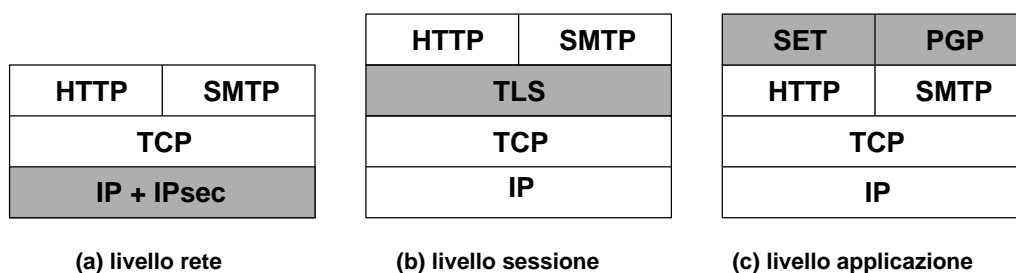 HTTP SMTP
TCP
IP + IPsec
(a) livello rete
HTTP SMTP
TLS
TCP
IP
(b) livello sessione
SET PGP
HTTP SMTP
TCP
IP
(c) livello applicazione